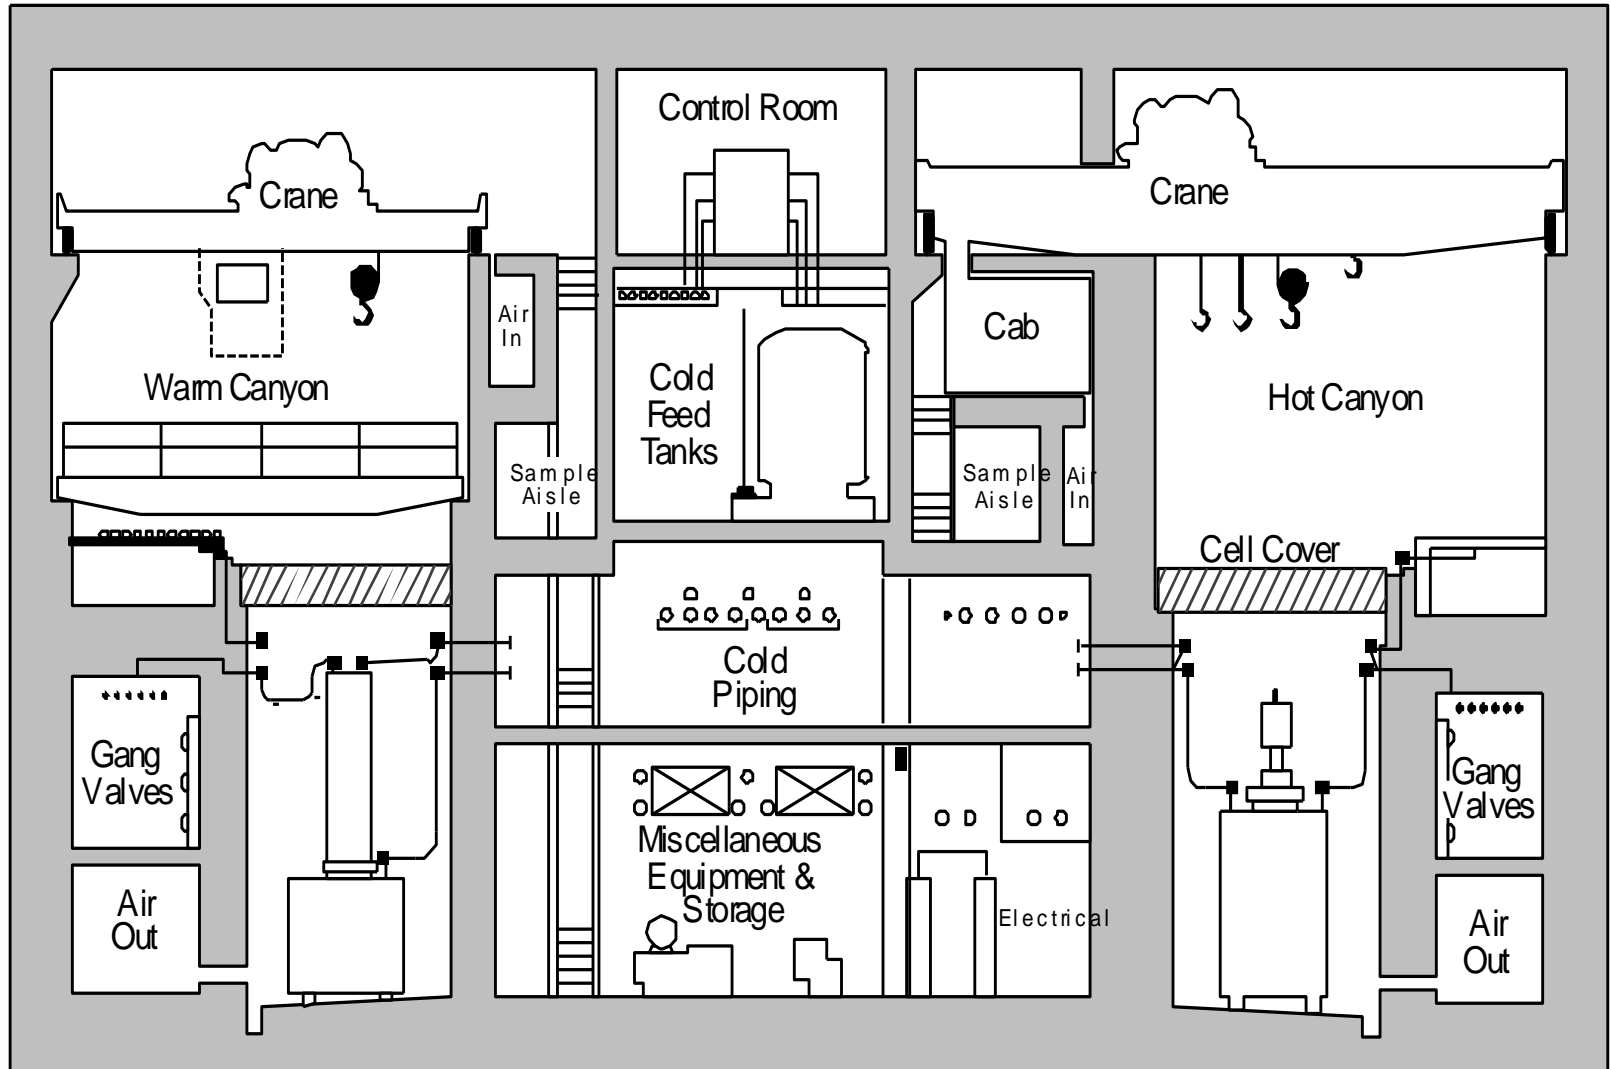 Control Room
Crane
Crane
Air
In
Cab
Warm Canyon
Cold
Feed
Tanks
Hot Canyon
Sample
Aisle
Sample
Aisle
Air
In
Cell Cover
Cold
Piping
Gang
Valves
Gang
Valves
Miscellaneous
Equipment &
Storage
Air
Out
Electrical
Air
Out